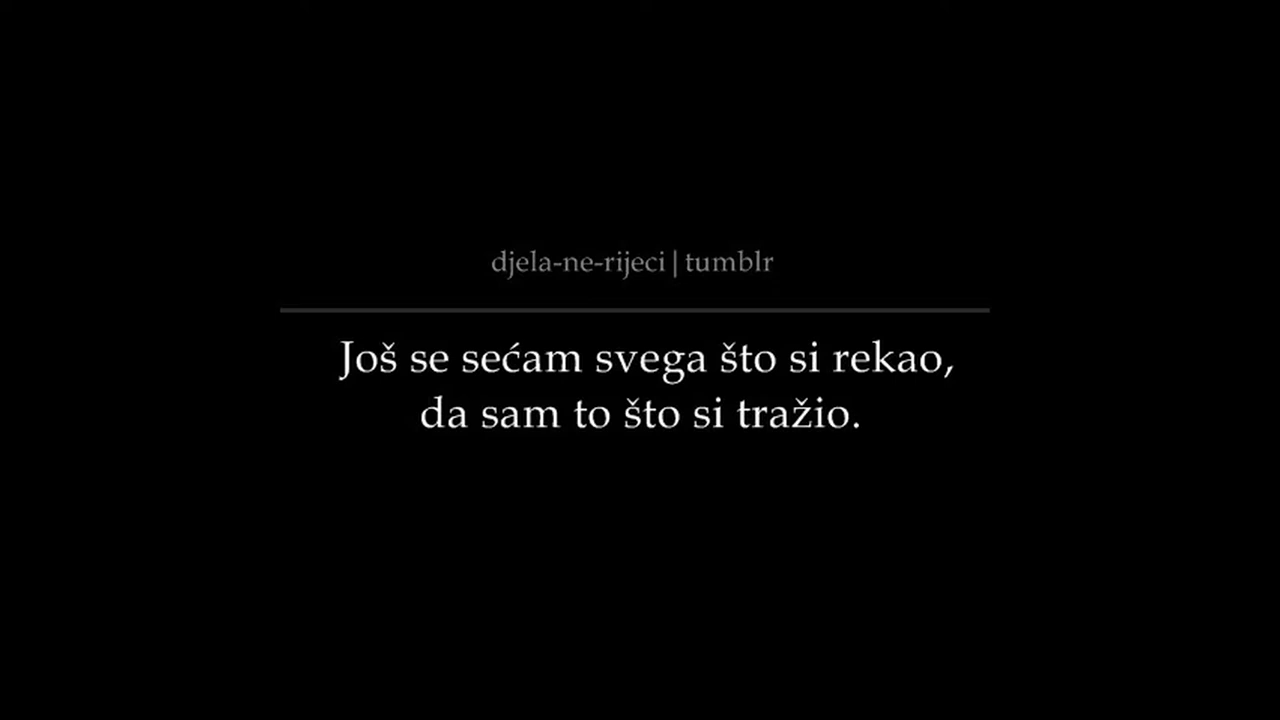 djela-ne-rijeci | tumblr
Još se sećam svega što si rekao,
da sam to što si tražio.